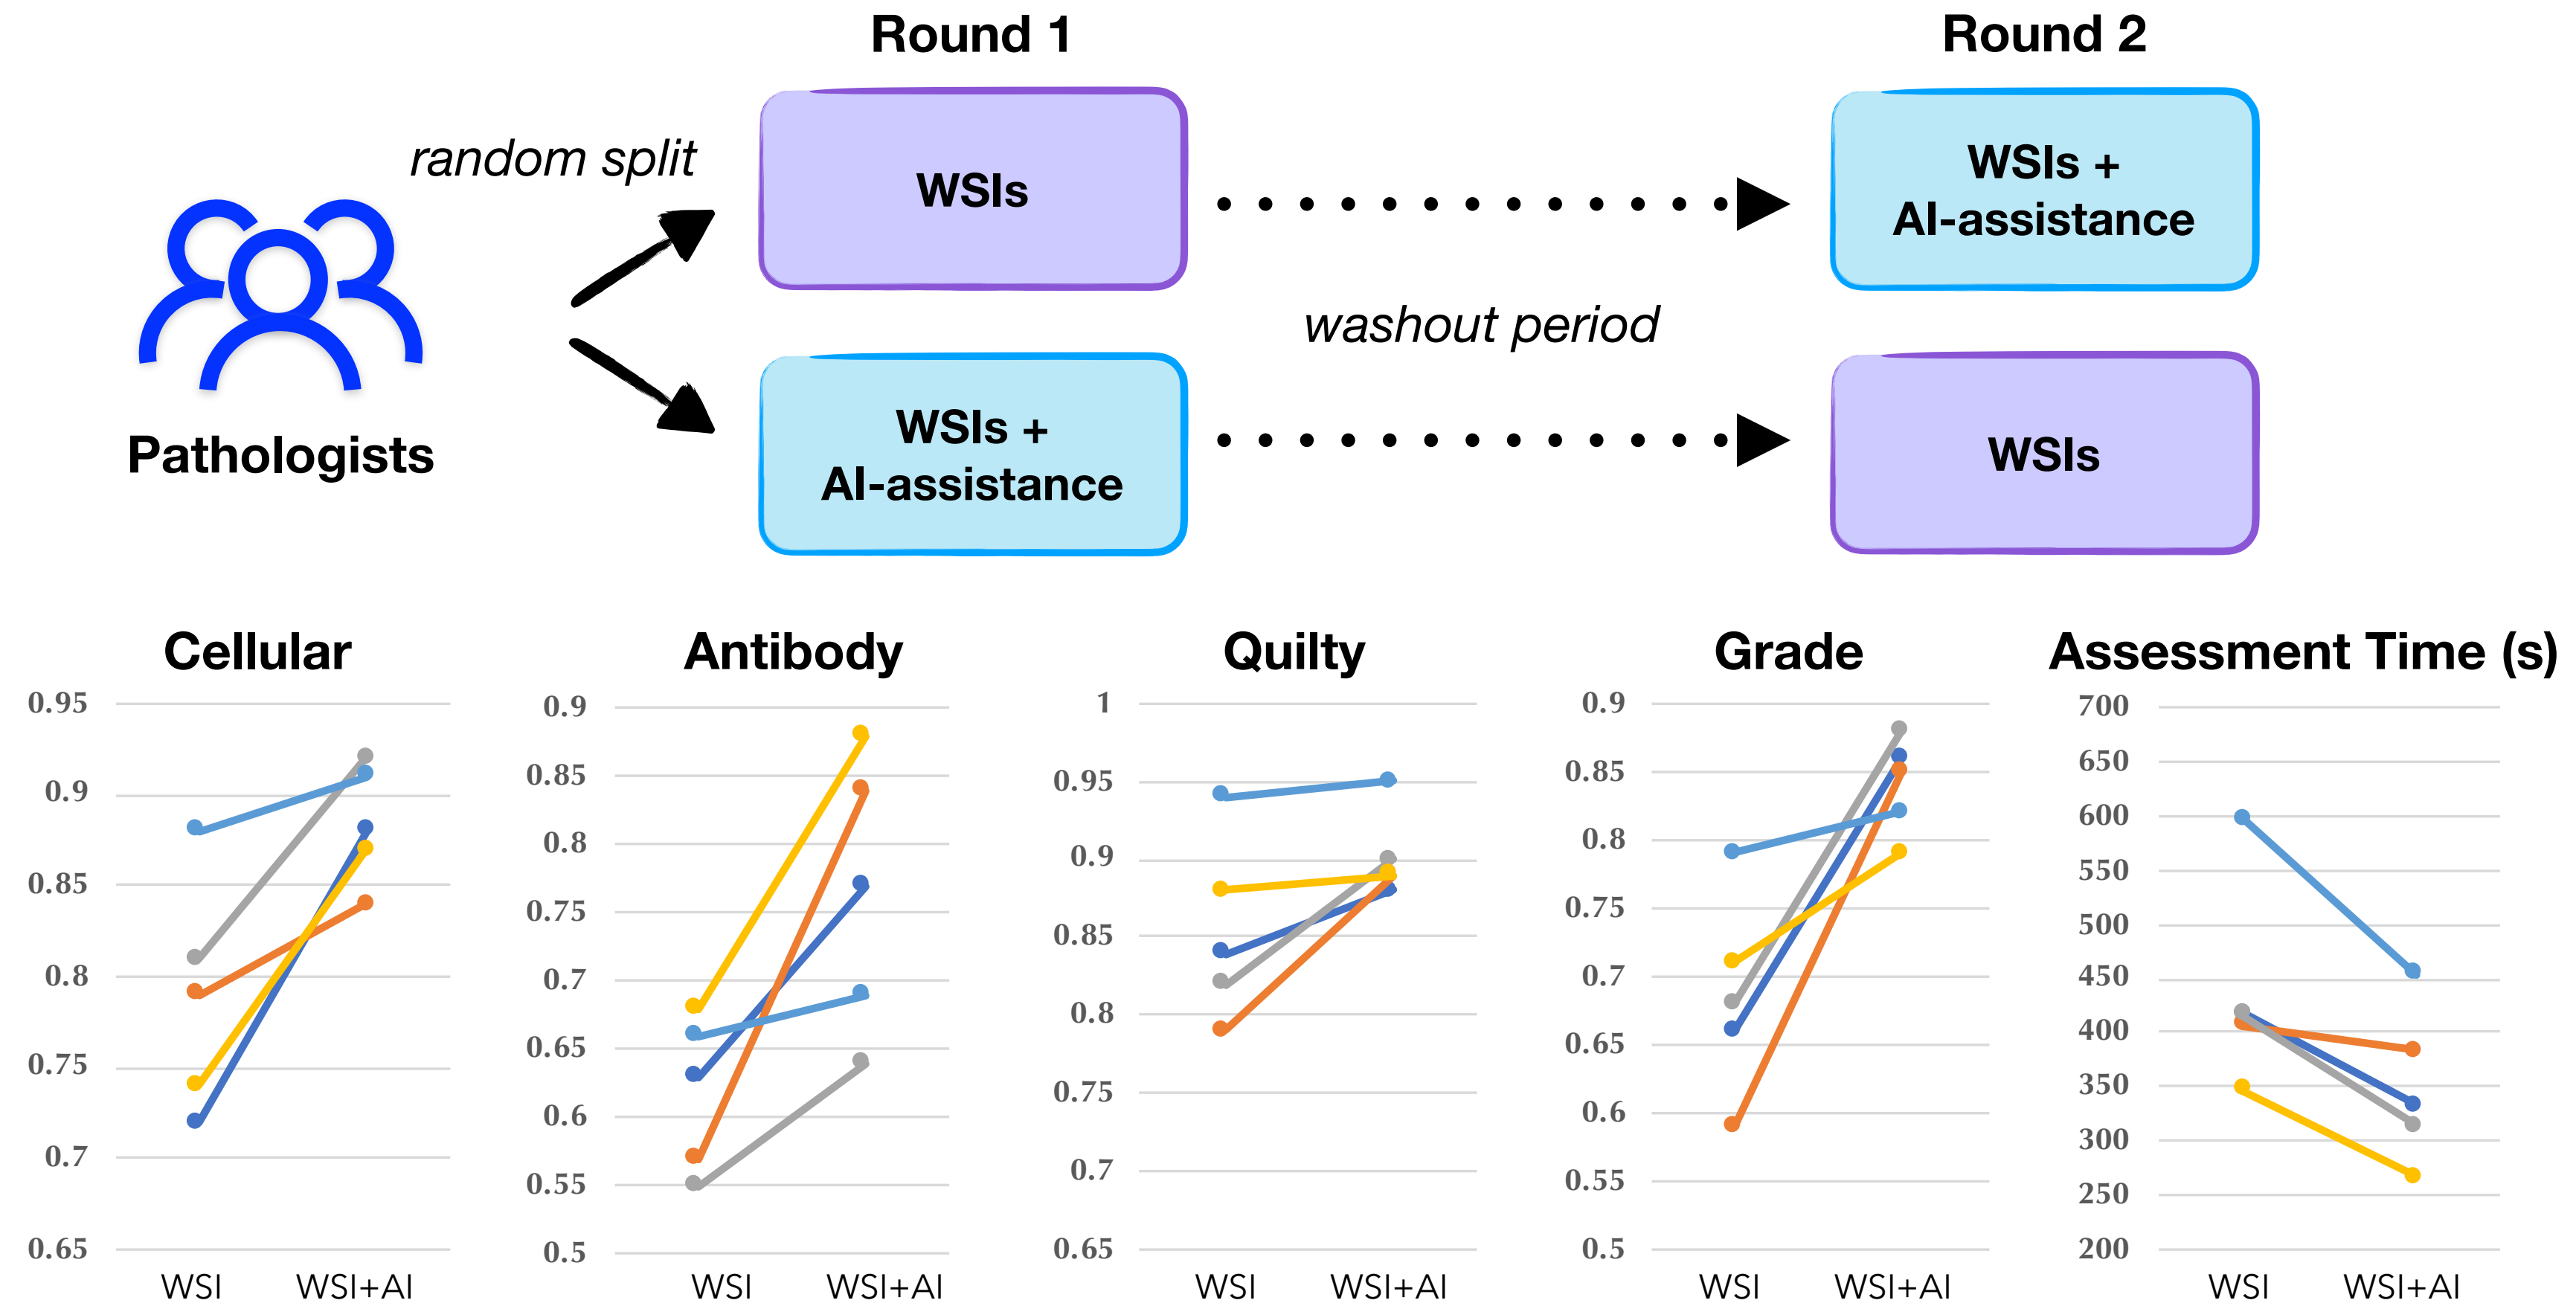 Round 1
Round 2
random split
WSIs
WSIs +
AI-assistance
Pathologists
washout period
WSIs +
AI-assistance
WSIs
Cellular
0.95
0.9
0.85
0.8
0.75
0.7
0.65
WSI
WSI+AI
Antibody
0.9
0.85
0.8
0.75
0.7
0.65
0.6
0.55
0.5
WSI
WSI+AI
Quilty
1
0.95
0.9
0.85
0.8
0.75
0.7
0.65
WSI
WSI+AI
Grade
0.9
0.85
0.8
0.75
0.7
0.65
0.6
0.55
0.5
WSI
WSI+AI
Assessment Time (s)
700
650
600
550
500
450
400
350
300
250
200
WSI
WSI+AI